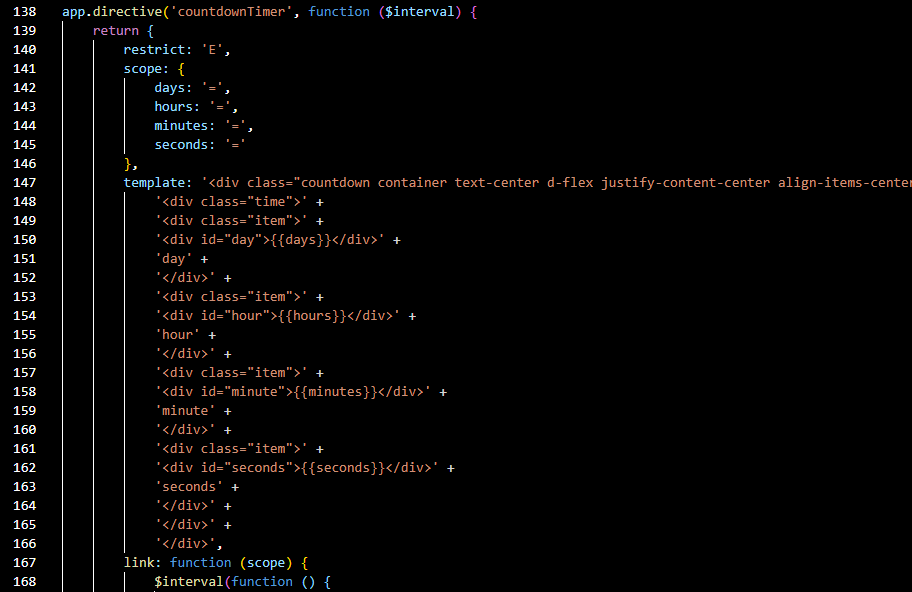 138 app.directive('countdownTimer', function ($interval) {
139 return {
140 restrict: 'E',
141 scope: {
142 days: '=',
143 hours: '=',
144 minutes: '=',
145 seconds: '='
146 },
147 template: '<div class="countdown container text-center d-flex justify-content-center align-items-center
148 '<div class="time">' +
149 '<div class="item">' +
150 '<div id="day">{{days}}</div>' +
151 'day' +
152 '</div>' +
153 '<div class="item">' +
154 '<div id="hour">{{hours}}</div>' +
155 'hour' +
156 '</div>' +
157 '<div class="item">' +
158 '<div id="minute">{{minutes}}</div>' +
159 'minute' +
160 '</div>' +
161 '<div class="item">' +
162 '<div id="seconds">{{seconds}}</div>' +
163 'seconds' +
164 '</div>' +
165 '</div>' +
166 '</div>',
167 link: function (scope) {
168 $interval(function () {